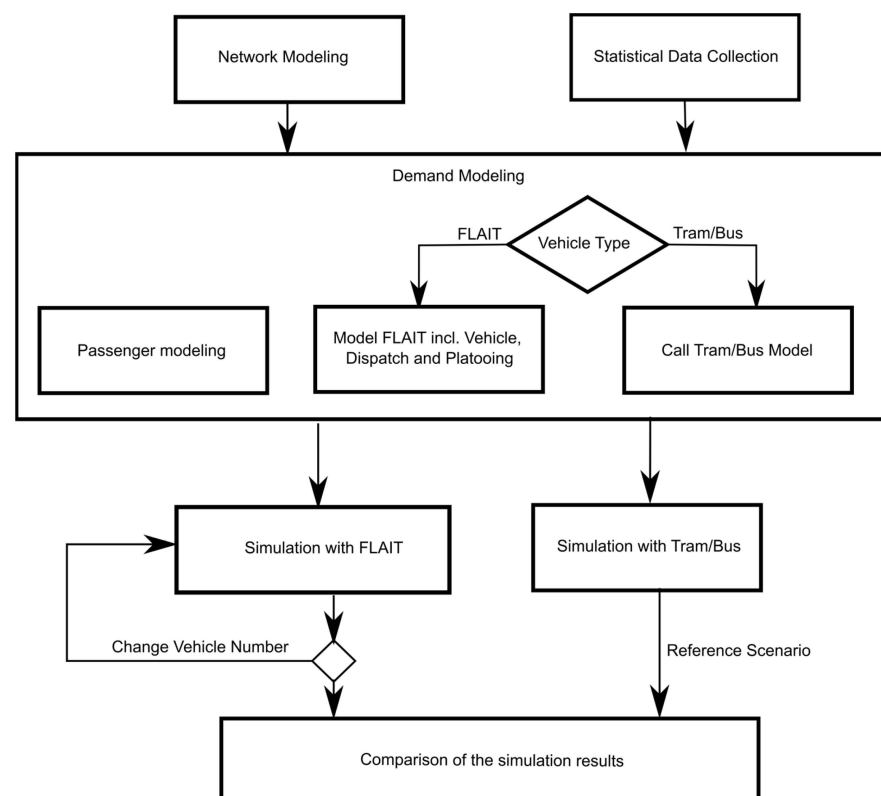 Network Modeling
Statistical Data Collection
Demand Modeling
FLAIT
Vehicle Type
Tram/Bus
Passenger modeling
Model FLAIT incl. Vehicle,
Dispatch and Platooing
Call Tram/Bus Model
Simulation with FLAIT
Simulation with Tram/Bus
Change Vehicle Number
Reference Scenario
Comparison of the simulation results